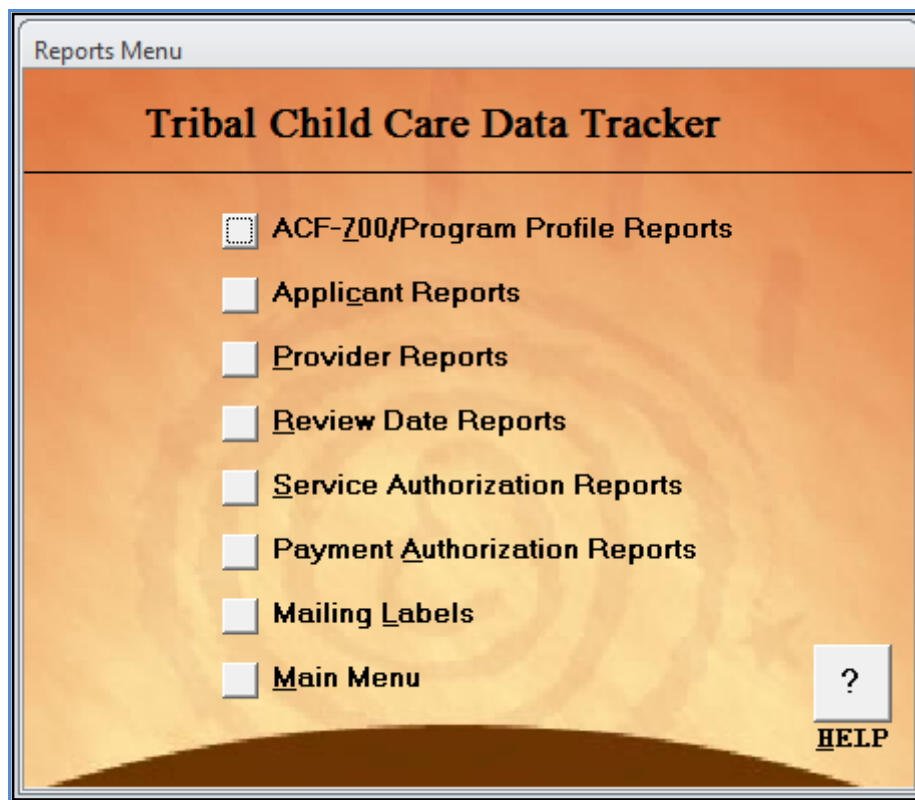 Reports Menu
Tribal Child Care Data Tracker
ACF-700/Program Profile Reports
Applicant Reports
Provider Reports
Review Date Reports
Service Authorization Reports
Payment Authorization Reports
Mailing Labels
Main Menu
?
HELP